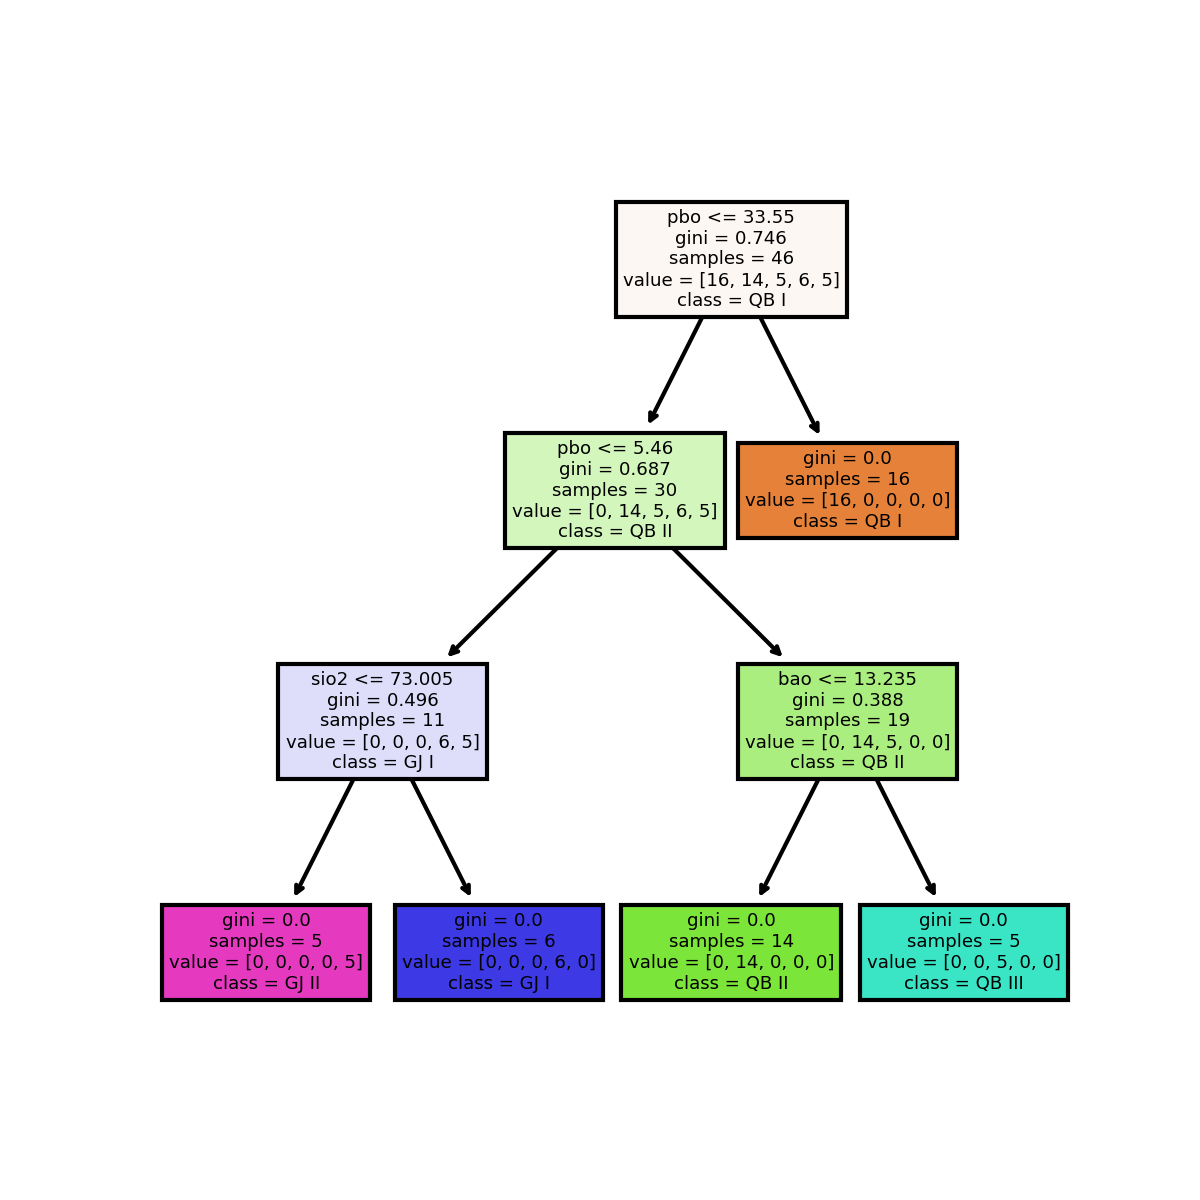 pbo <= 33.55
gini = 0.746
samples = 46
value = [16, 14, 5, 6, 5]
class = QB I
pbo <= 5.46
gini = 0.687
samples = 30
value = [0, 14, 5, 6, 5]
class = QB II
gini = 0.0
samples = 16
value = [16, 0, 0, 0, 0]
class = QB I
sio2 <= 73.005
gini = 0.496
samples = 11
value = [0, 0, 0, 6, 5]
class = GJ I
bao <= 13.235
gini = 0.388
samples = 19
value = [0, 14, 5, 0, 0]
class = QB II
gini = 0.0
samples = 5
value = [0, 0, 0, 0, 5]
class = GJ II
gini = 0.0
samples = 6
value = [0, 0, 0, 6, 0]
class = GJ I
gini = 0.0
samples = 14
value = [0, 14, 0, 0, 0]
class = QB II
gini = 0.0
samples = 5
value = [0, 0, 5, 0, 0]
class = QB III